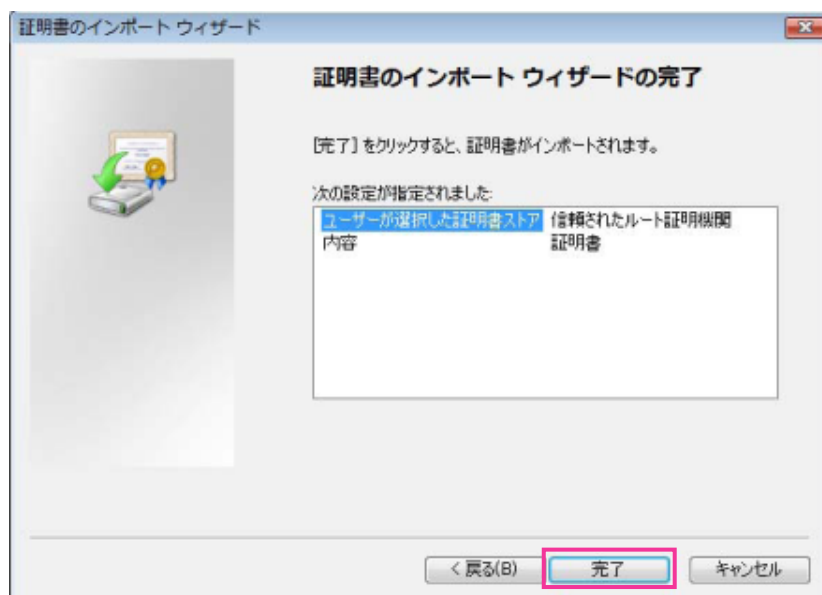 証明書のインポート ウィザード
証明書のインポート ウィザードの完了
[完了] をクリックすると、証明書がインポートされます。
次の設定が指定されました:
ユーザーが選択した証明書ストア 信頼されたルート証明機関
内容 証明書
< 戻る(B) 完了 キャンセル